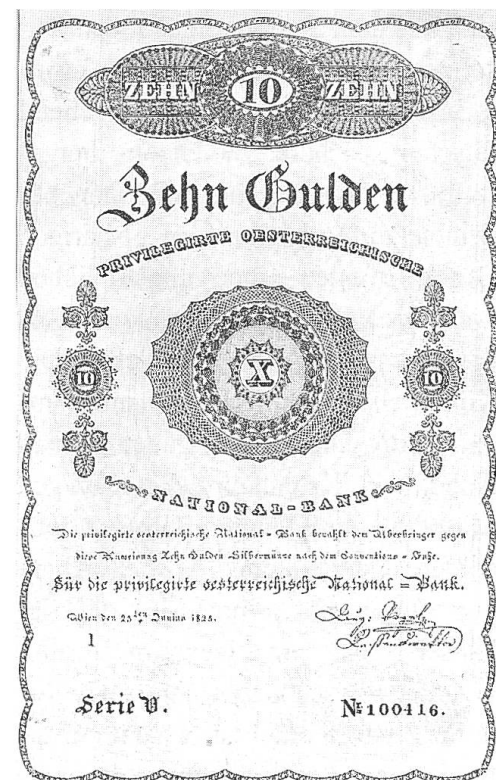 ZEHN 10 ZEHN
Zehn Gulden
PRIVILEGIRTE OESTERREICHISCHE
10 X 10
NATIONAL-BANK
Die privilegirte oesterreichische National-Bank bezahlt dem Überbringer gegen
diese Anweisung Zehn Gulden Silbermünze nach dem Conventions-Fuße.
Für die privilegirte oesterreichische National=Bank.
Wien den 23ten Junius 1825.
1
Serie V.
Nr 100416.